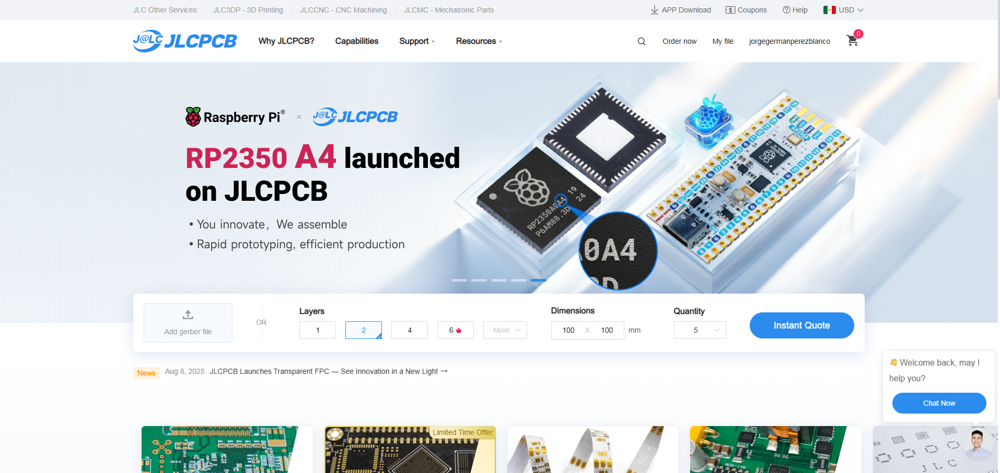 JLC Other Services: JLC3DP - 3D Printing JLCCNC - CNC Machining JLCMC - Mechatronic Parts APP Download Coupons Help USD
J@LC JLCPCB Why JLCPCB? Capabilities Support Resources Order now My file jorgegermanperezblanco 0
Raspberry Pi® × J@LC JLCPCB
RP2350 A4 launched
on JLCPCB
• You innovate，We assemble
• Rapid prototyping, efficient production
RP2350A0A4 19
P6AM88.3D 24
0A4
3D
Add gerber file
OR
Layers
1 2 4 6 More
Dimensions
100 X 100 mm
Quantity
5
Instant Quote
News Aug 8, 2025 JLCPCB Launches Transparent FPC — See Innovation in a New Light →
👋 Welcome back, may I
help you?
Chat Now
Limited Time Offer
J L C